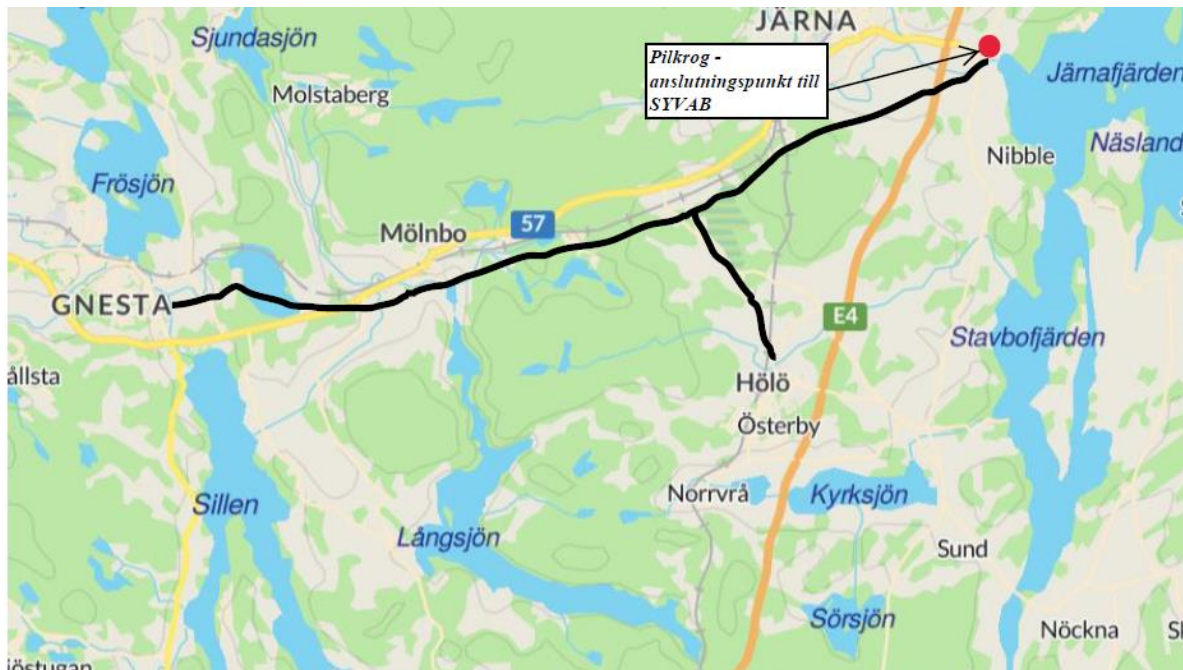 JÄRNA
Sjundasjön
Pilkrog -
anslutningspunkt till
SYVAB
Järnafjärden
Molstaberg
Näsland
Nibble
Frösjön
57
Mölnbo
GNESTA
E4
Stavbofjärden
ållsta
Hölö
Österby
Norrvrå
Kyrksjön
Sillen
Långsjön
Sund
Sörsjön
Nöckna